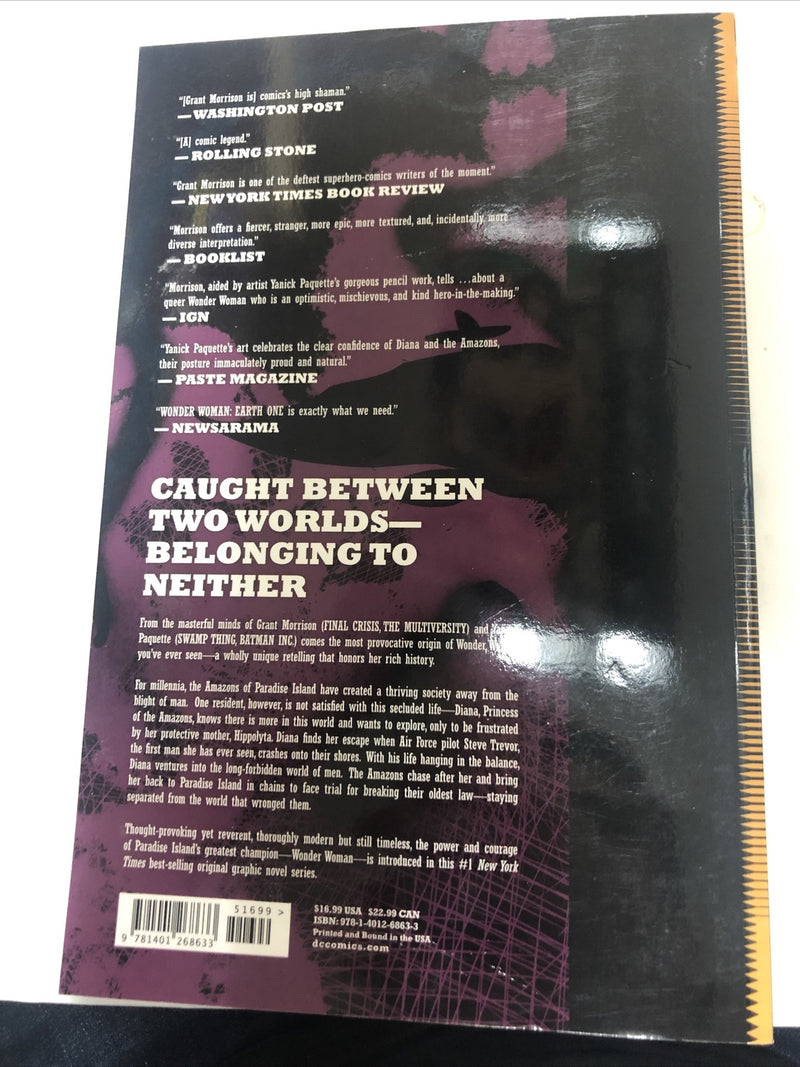 “[Grant Morrison is] comics’s high shaman.”
— WASHINGTON POST
“[A] comic legend.”
— ROLLING STONE
“Grant Morrison is one of the deftest superhero-comics writers of the moment.”
— NEW YORK TIMES BOOK REVIEW
“Morrison offers a fiercer, stranger, more epic, more textured, and, incidentally, more
diverse interpretation.”
— BOOKLIST
“Morrison, aided by artist Yanick Paquette’s gorgeous pencil work, tells ...about a
queer Wonder Woman who is an optimistic, mischievous, and kind hero-in-the-making.”
— IGN
“Yanick Paquette’s art celebrates the clear confidence of Diana and the Amazons,
their posture immaculately proud and natural.”
— PASTE MAGAZINE
“WONDER WOMAN: EARTH ONE is exactly what we need.”
— NEWSARAMA
CAUGHT BETWEEN
TWO WORLDS—
BELONGING TO
NEITHER
From the masterful minds of Grant Morrison (FINAL CRISIS, THE MULTIVERSITY) and
Paquette (SWAMP THING, BATMAN INC.) comes the most provocative origin of Wonder
you’ve ever seen—a wholly unique retelling that honors her rich history.
For millennia, the Amazons of Paradise Island have created a thriving society away from the
blight of man. One resident, however, is not satisfied with this secluded life—Diana, Princess
of the Amazons, knows there is more in this world and wants to explore, only to be frustrated
by her protective mother, Hippolyta. Diana finds her escape when Air Force pilot Steve Trevor,
the first man she has ever seen, crashes onto their shores. With his life hanging in the balance,
Diana ventures into the long-forbidden world of men. The Amazons chase after her and bring
her back to Paradise Island in chains to face trial for breaking their oldest law—staying
separated from the world that wronged them.
Thought-provoking yet reverent, thoroughly modern but still timeless, the power and courage
of Paradise Island’s greatest champion—Wonder Woman—is introduced in this #1 New York
Times best-selling original graphic novel series.
51699 >
9 781401 268633
$16.99 USA $22.99 CAN
ISBN: 978-1-4012-6863-3
Printed and Bound in the USA
dccomics.com